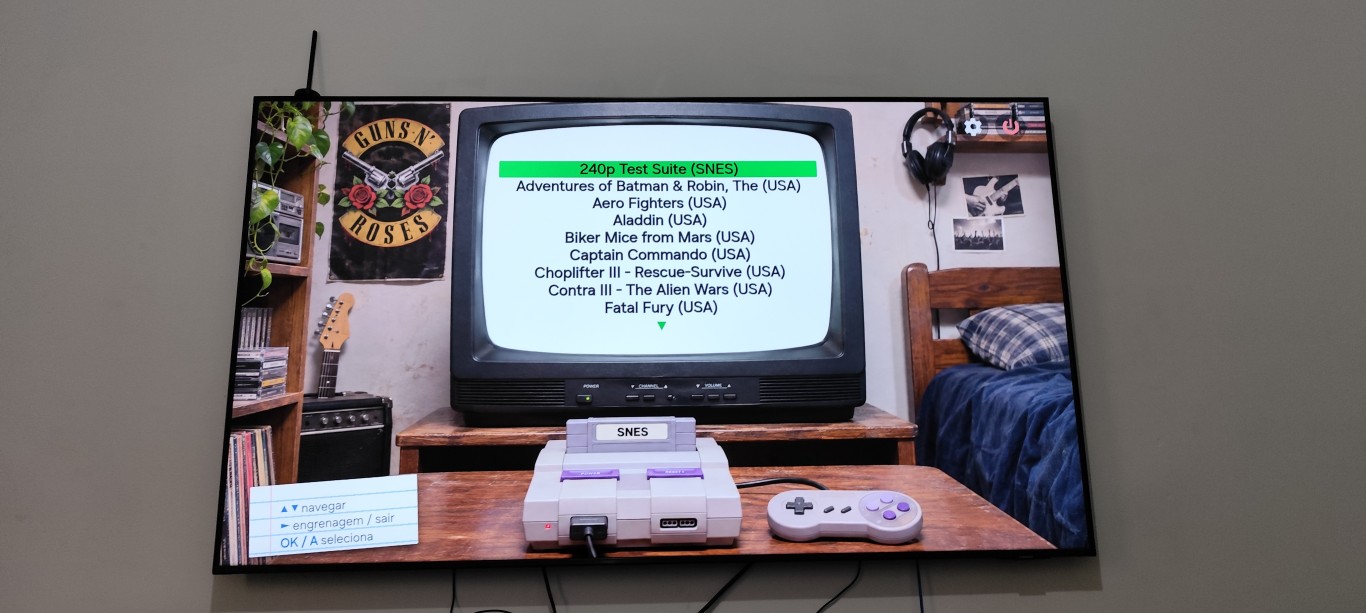 GUNS N'
ROSES
240p Test Suite (SNES)
Adventures of Batman & Robin, The (USA)
Aero Fighters (USA)
Aladdin (USA)
Biker Mice from Mars (USA)
Captain Commando (USA)
Choplifter III - Rescue-Survive (USA)
Contra III - The Alien Wars (USA)
Fatal Fury (USA)
▼
POWER
▼ CHANNEL ▲
▼ VOLUME ▲
SNES
▲▼ navegar
► engrenagem / sair
OK / A seleciona